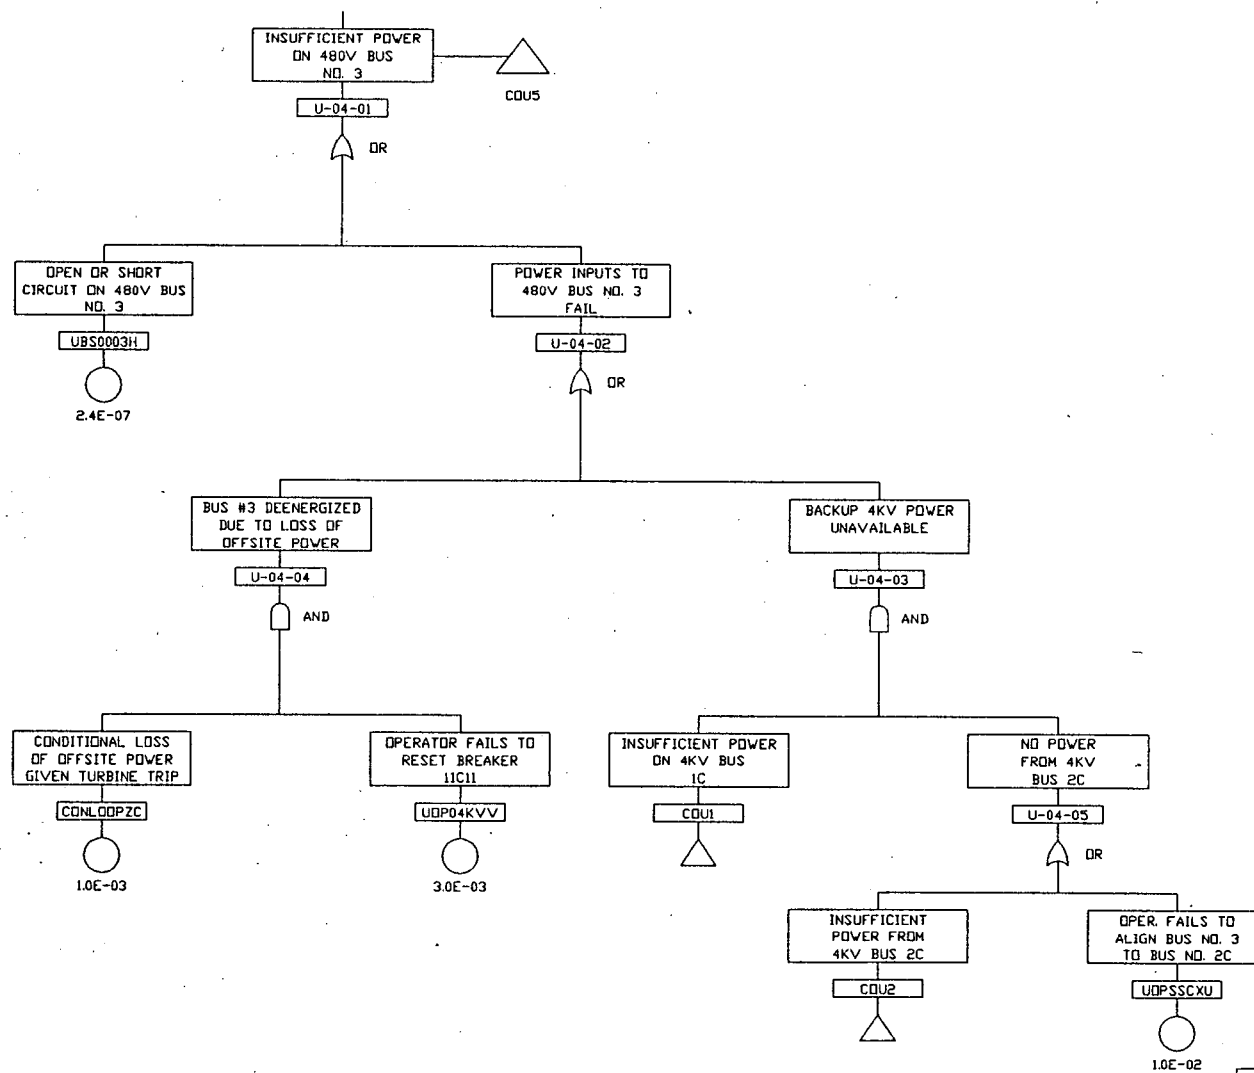 INSUFFICIENT POWER
ON 480V BUS
NO. 3
COU5
U-04-01
OR
OPEN OR SHORT
CIRCUIT ON 480V BUS
NO. 3
UBS0003H
2.4E-07
POWER INPUTS TO
480V BUS NO. 3
FAIL
U-04-02
OR
BUS #3 DEENERGIZED
DUE TO LOSS OF
OFFSITE POWER
U-04-04
AND
BACKUP 4KV POWER
UNAVAILABLE
U-04-03
AND
CONDITIONAL LOSS
OF OFFSITE POWER
GIVEN TURBINE TRIP
CONLOOPZC
1.0E-03
OPERATOR FAILS TO
RESET BREAKER
11C11
UOP04KVV
3.0E-03
INSUFFICIENT POWER
ON 4KV BUS
1C
COU1
NO POWER
FROM 4KV
BUS 2C
U-04-05
OR
INSUFFICIENT
POWER FROM
4KV BUS 2C
COU2
OPER. FAILS TO
ALIGN BUS NO. 3
TO BUS NO. 2C
UOPSSCXU
1.0E-02